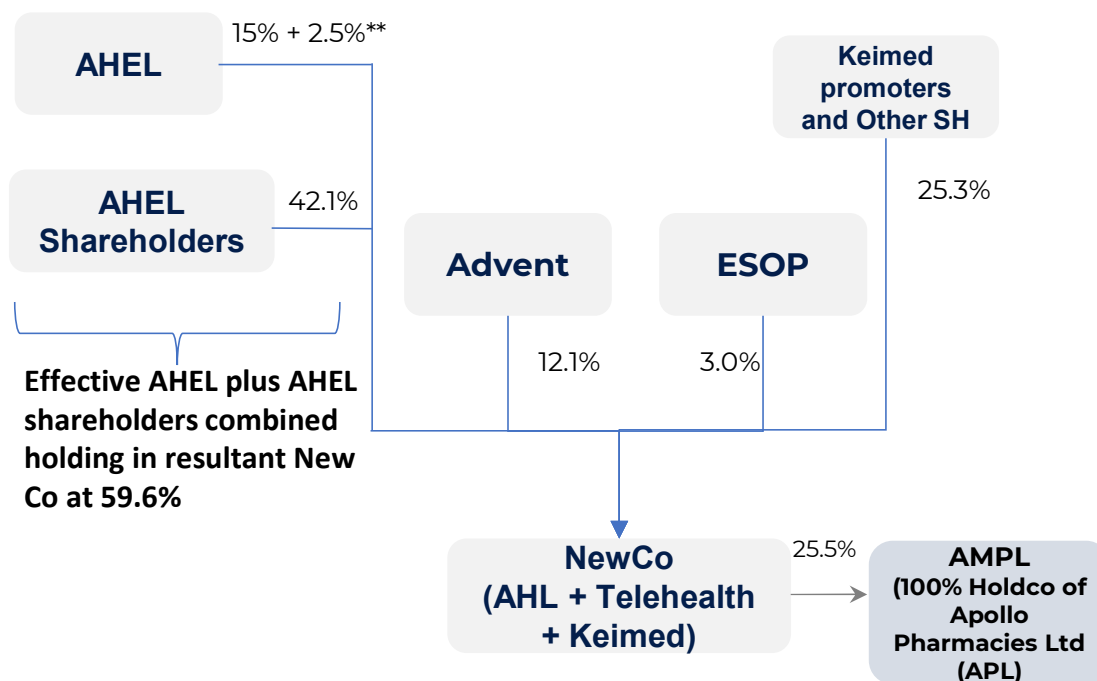 AHEL
15% + 2.5%**
Keimed
promoters
and Other SH
AHEL
Shareholders
42.1%
25.3%
Advent
ESOP
12.1%
3.0%
Effective AHEL plus AHEL
shareholders combined
holding in resultant New
Co at 59.6%
NewCo
(AHL + Telehealth
+ Keimed)
25.5%
AMPL
(100% Holdco of
Apollo
Pharmacies Ltd
(APL)